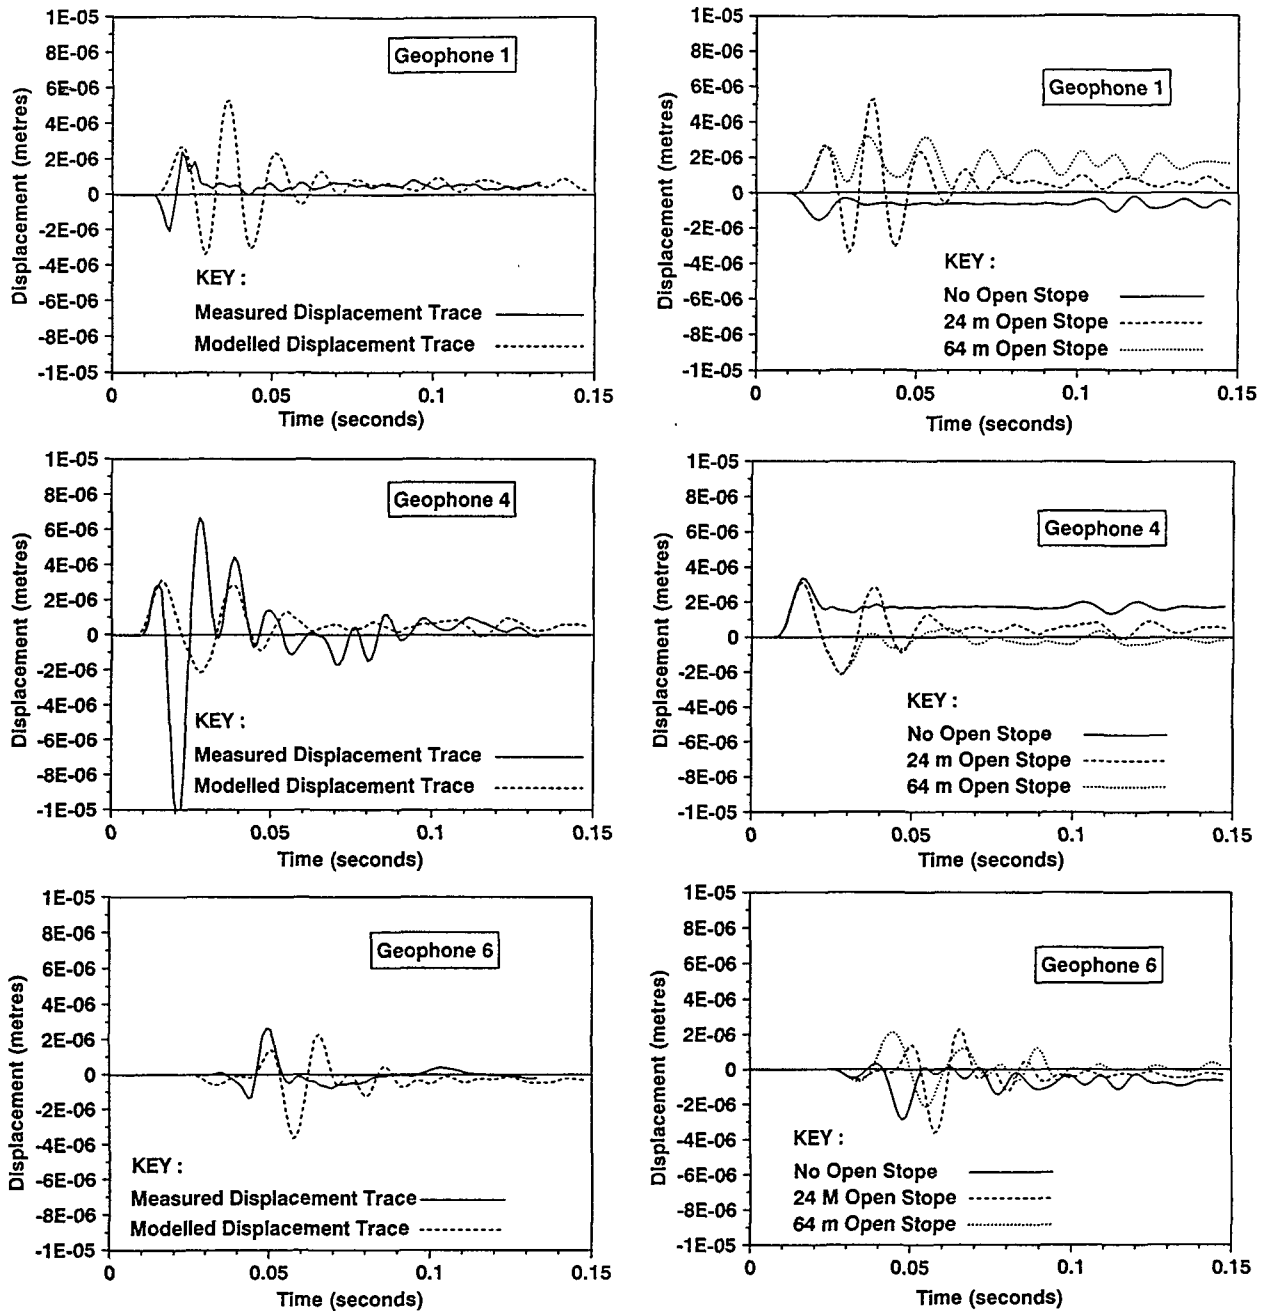 1E-05
8E-06
6E-06
4E-06
2E-06
0
-2E-06
-4E-06
-6E-06
-8E-06
-1E-05
Displacement (metres)
Geophone 1
KEY :
Measured Displacement Trace
Modelled Displacement Trace
0 0.05 0.1 0.15
Time (seconds)
1E-05
8E-06
6E-06
4E-06
2E-06
0
-2E-06
-4E-06
-6E-06
-8E-06
-1E-05
Displacement (metres)
Geophone 1
KEY :
No Open Stope
24 m Open Stope
64 m Open Stope
0 0.05 0.1 0.15
Time (seconds)
1E-05
8E-06
6E-06
4E-06
2E-06
0
-2E-06
-4E-06
-6E-06
-8E-06
-1E-05
Displacement (metres)
Geophone 4
KEY :
Measured Displacement Trace
Modelled Displacement Trace
0 0.05 0.1 0.15
Time (seconds)
1E-05
8E-06
6E-06
4E-06
2E-06
0
-2E-06
-4E-06
-6E-06
-8E-06
-1E-05
Displacement (metres)
Geophone 4
KEY :
No Open Stope
24 m Open Stope
64 m Open Stope
0 0.05 0.1 0.15
Time (seconds)
1E-05
8E-06
6E-06
4E-06
2E-06
0
-2E-06
-4E-06
-6E-06
-8E-06
-1E-05
Displacement (metres)
Geophone 6
KEY :
Measured Displacement Trace
Modelled Displacement Trace
0 0.05 0.1 0.15
Time (seconds)
1E-05
8E-06
6E-06
4E-06
2E-06
0
-2E-06
-4E-06
-6E-06
-8E-06
-1E-05
Displacement (metres)
Geophone 6
KEY :
No Open Stope
24 M Open Stope
64 m Open Stope
0 0.05 0.1 0.15
Time (seconds)